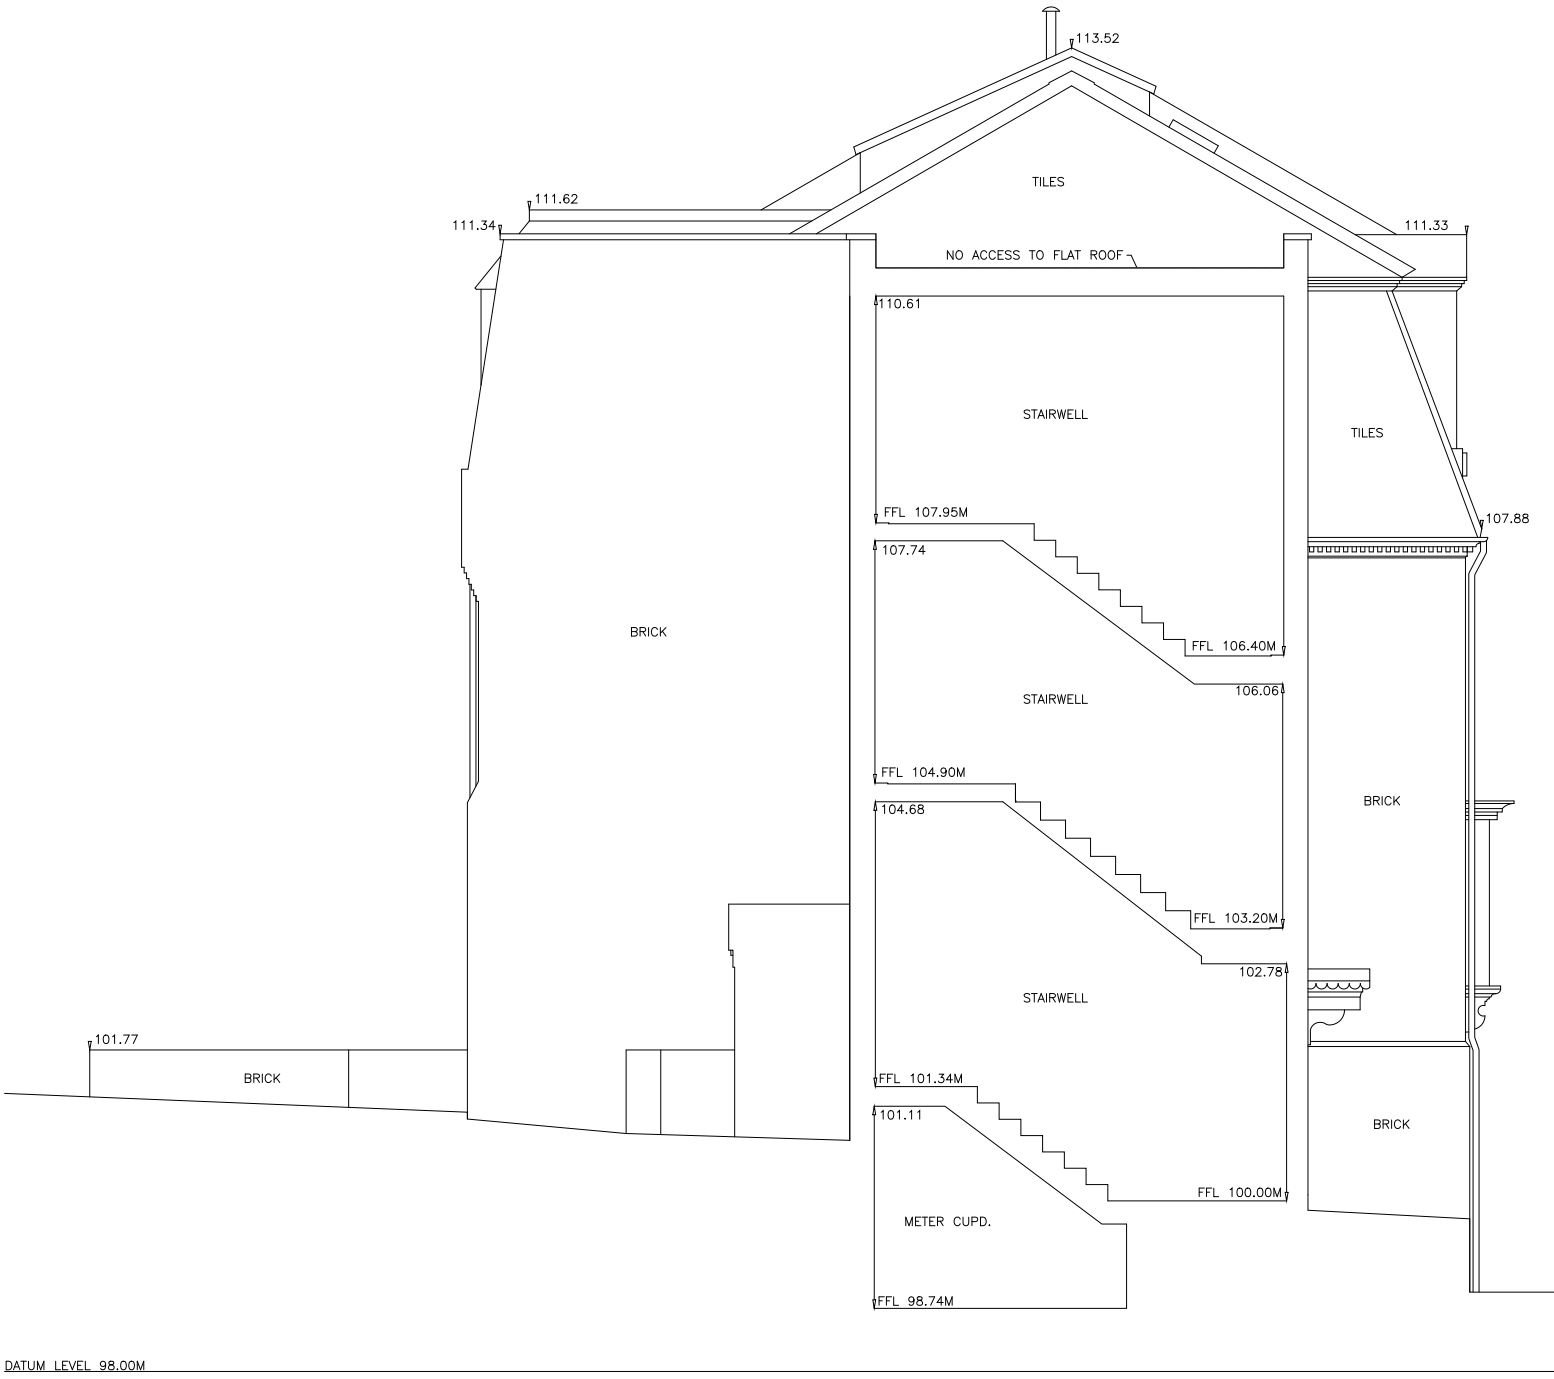 113.52
TILES
111.62
111.34
111.33
NO ACCESS TO FLAT ROOF
110.61
STAIRWELL
TILES
FFL 107.95M
107.88
107.74
BRICK
FFL 106.40M
106.06
STAIRWELL
FFL 104.90M
104.68
BRICK
FFL 103.20M
102.78
STAIRWELL
101.77
BRICK
FFL 101.34M
101.11
BRICK
FFL 100.00M
METER CUPD.
FFL 98.74M
DATUM LEVEL 98.00M